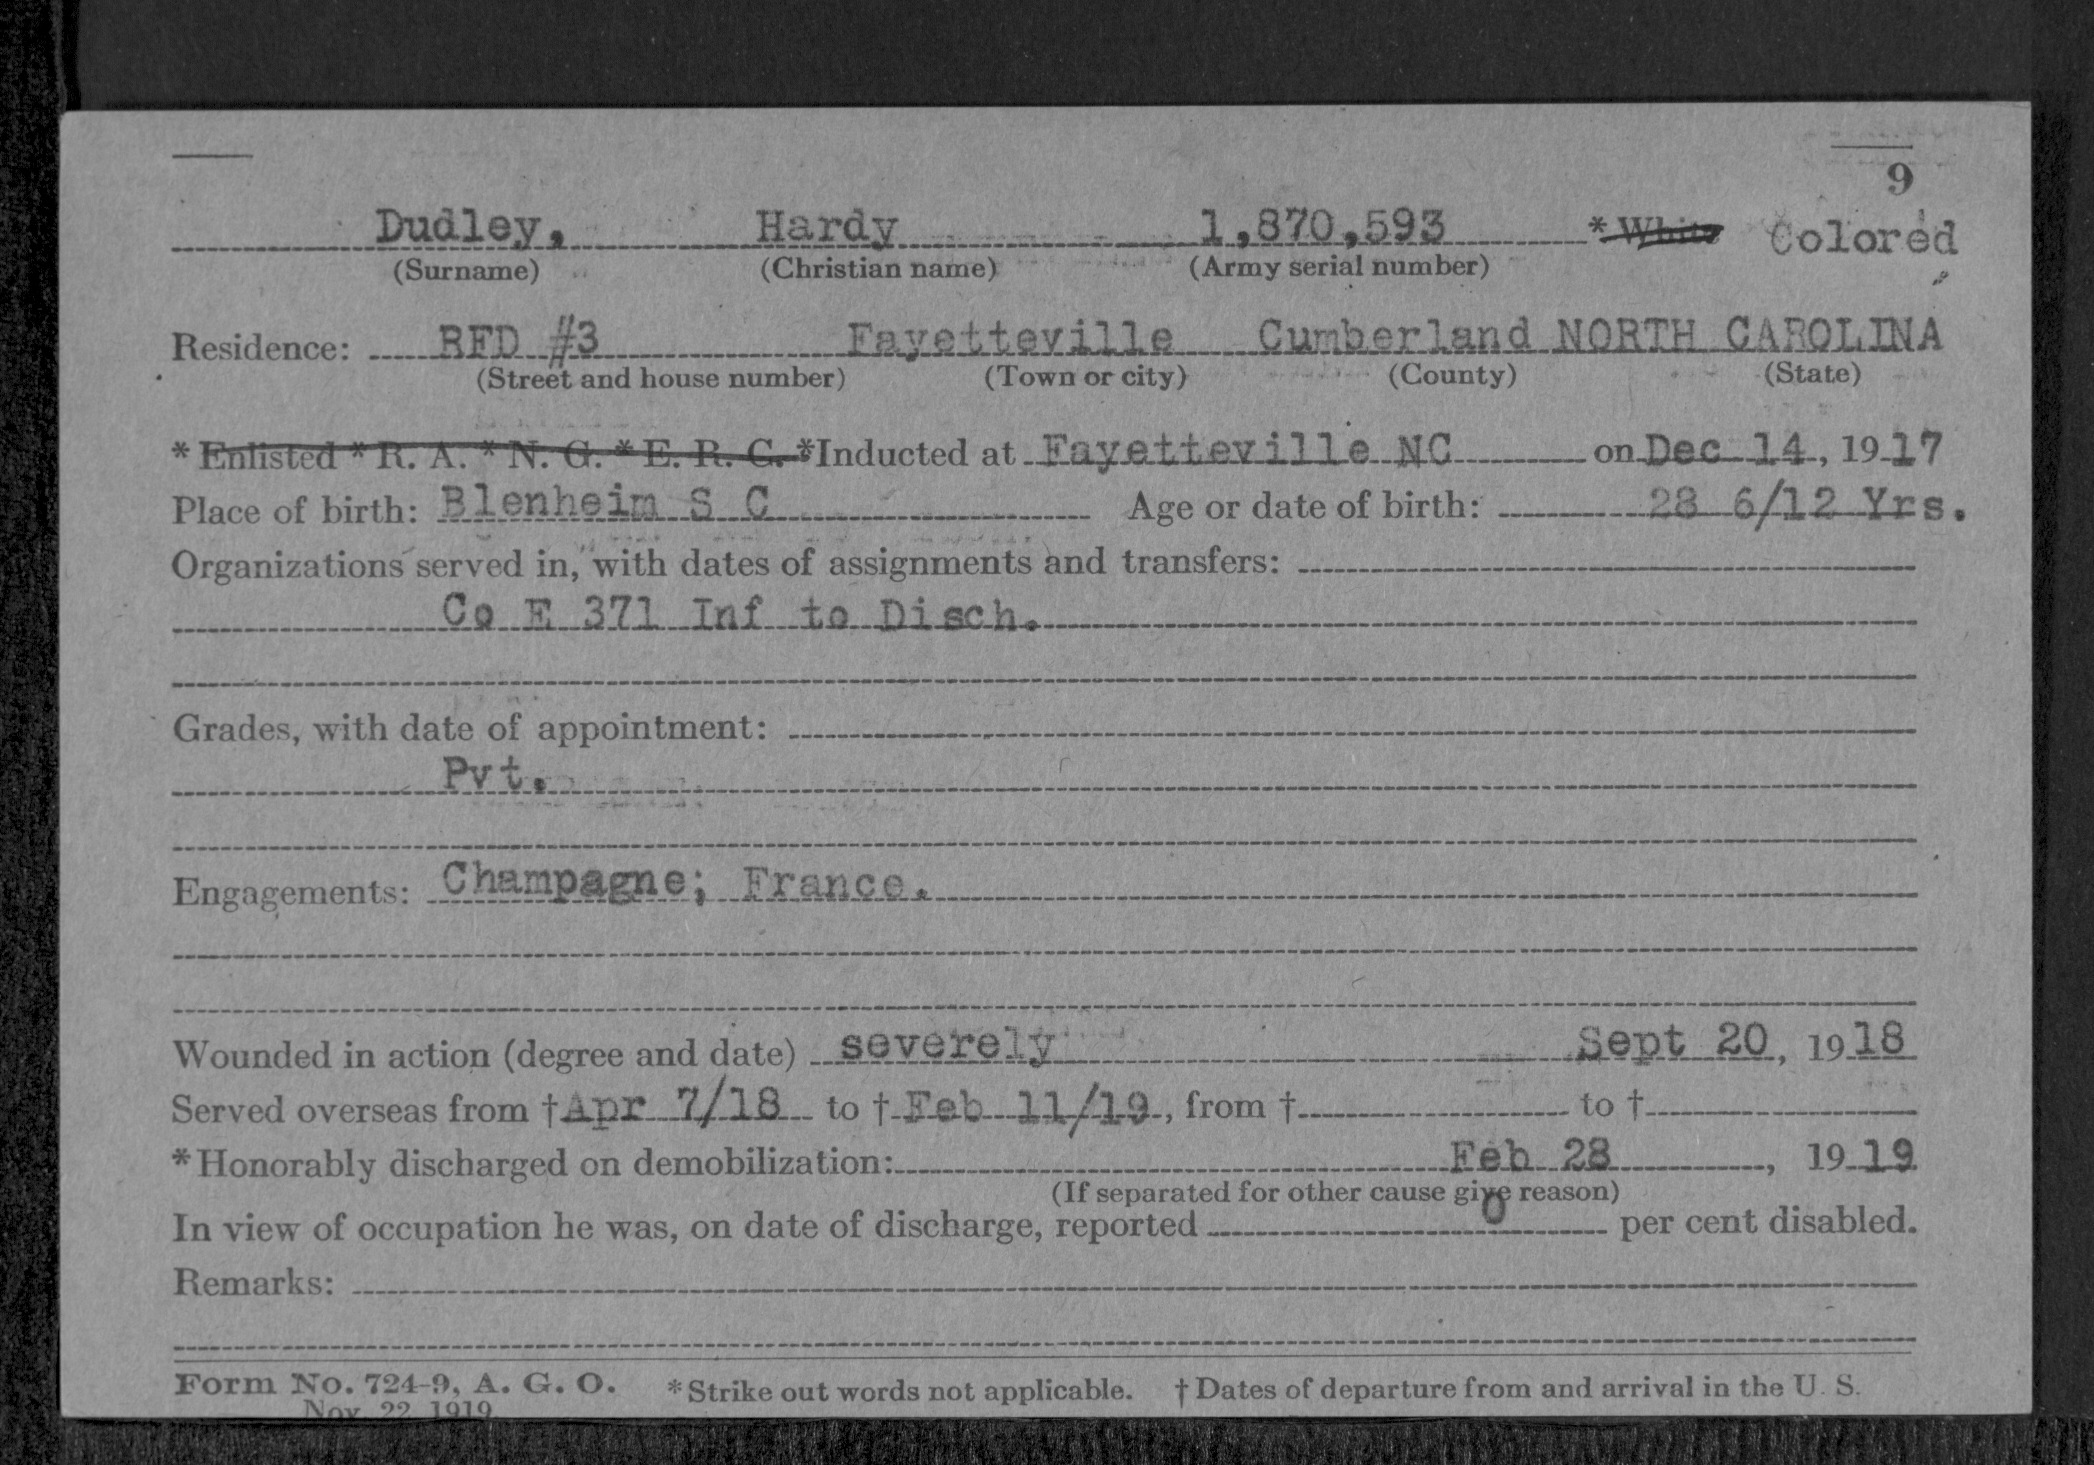 9
Dudley, Hardy 1,870,593 *White Colored
(Surname) (Christian name) (Army serial number)
Residence: RFD #3 Fayetteville Cumberland NORTH CAROLINA
(Street and house number) (Town or city) (County) (State)
*Enlisted *R. A. *N. G. *E. R. C. *Inducted at Fayetteville NC on Dec 14, 1917
Place of birth: Blenheim S C Age or date of birth: 28 6/12 Yrs.
Organizations served in, with dates of assignments and transfers:
Co E 371 Inf to Disch.
Grades, with date of appointment:
Pvt.
Engagements: Champagne; France.
Wounded in action (degree and date) severely Sept 20, 1918
Served overseas from †Apr 7/18 to †Feb 11/19, from † to †
*Honorably discharged on demobilization: Feb 28, 1919
(If separated for other cause give reason)
In view of occupation he was, on date of discharge, reported 0 per cent disabled.
Remarks:
Form No. 724-9, A. G. O. *Strike out words not applicable. †Dates of departure from and arrival in the U. S.
Nov. 22, 1919